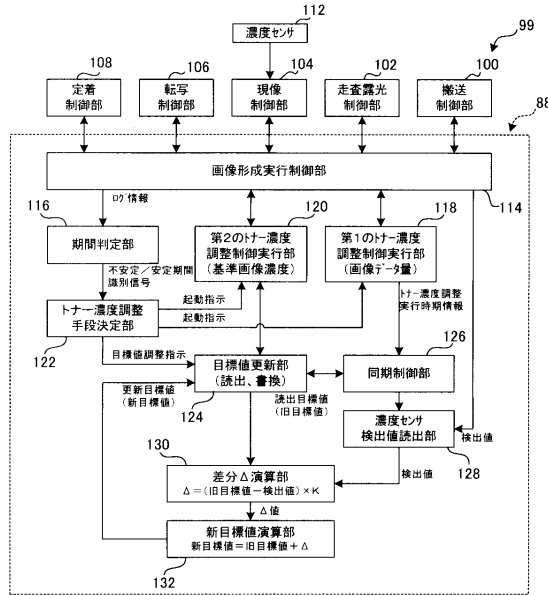 112
濃度センサ
99
108
定着
制御部
106
転写
制御部
104
現像
制御部
102
走査露光
制御部
100
搬送
制御部
88
画像形成実行制御部
114
ログ情報
116
期間判定部
120
第2のトナー濃度
調整制御実行部
(基準画像濃度)
118
第1のトナー濃度
調整制御実行部
(画像データ量)
不安定/安定期間
識別信号
起動指示
起動指示
トナー濃度調整
実行時期情報
トナー濃度調整
手段決定部
122
目標値調整指示
目標値更新部
(読出、書換)
124
126
同期制御部
更新目標値
(新目標値)
読出目標値
(旧目標値)
濃度センサ
検出値読出部
128
検出値
検出値
130
差分Δ演算部
Δ=(旧目標値-検出値)×K
Δ値
新目標値演算部
新目標値=旧目標値+Δ
132